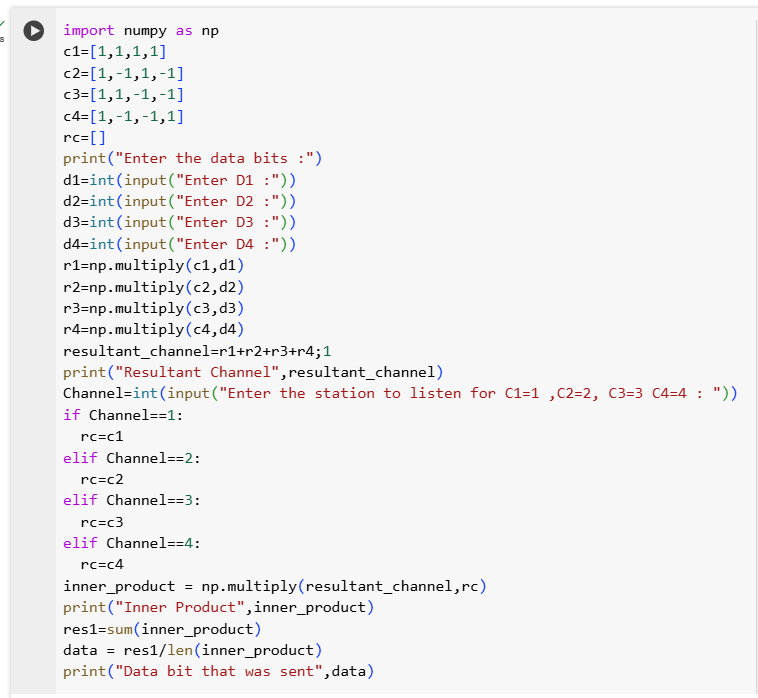 import numpy as np
c1=[1,1,1,1]
c2=[1,-1,1,-1]
c3=[1,1,-1,-1]
c4=[1,-1,-1,1]
rc=[]
print("Enter the data bits :")
d1=int(input("Enter D1 :"))
d2=int(input("Enter D2 :"))
d3=int(input("Enter D3 :"))
d4=int(input("Enter D4 :"))
r1=np.multiply(c1,d1)
r2=np.multiply(c2,d2)
r3=np.multiply(c3,d3)
r4=np.multiply(c4,d4)
resultant_channel=r1+r2+r3+r4;1
print("Resultant Channel",resultant_channel)
Channel=int(input("Enter the station to listen for C1=1 ,C2=2, C3=3 C4=4 : "))
if Channel==1:
  rc=c1
elif Channel==2:
  rc=c2
elif Channel==3:
  rc=c3
elif Channel==4:
  rc=c4
inner_product = np.multiply(resultant_channel,rc)
print("Inner Product",inner_product)
res1=sum(inner_product)
data = res1/len(inner_product)
print("Data bit that was sent",data)